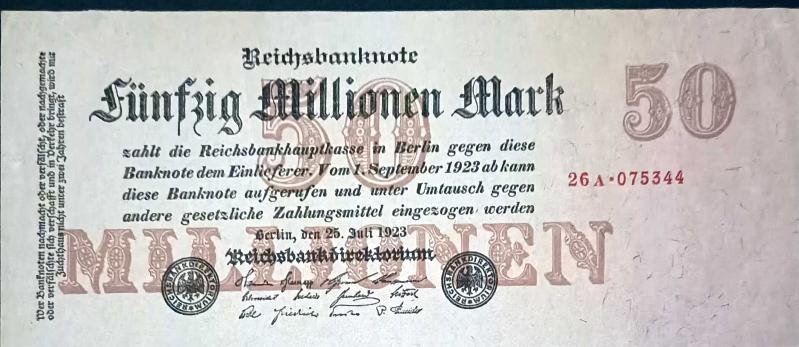 Reichsbanknote
Fünfzig Millionen Mark
50
50
zahlt die Reichsbankhauptkasse in Berlin gegen diese
Banknote dem Einlieferer. Vom 1. September 1923 ab kann
diese Banknote aufgerufen und unter Umtausch gegen
andere gesetzliche Zahlungsmittel eingezogen werden
26 A·075344
Berlin, den 25. Juli 1923
Reichsbankdirektorium
MILLIONEN
REICHSBANKDIREKTORIUM
REICHSBANKDIREKTORIUM
Wer Banknoten nachmacht oder verfälscht, oder nachgemachte
oder verfälschte sich verschafft und in Verkehr bringt, wird mit
Zuchthaus nicht unter zwei Jahren bestraft